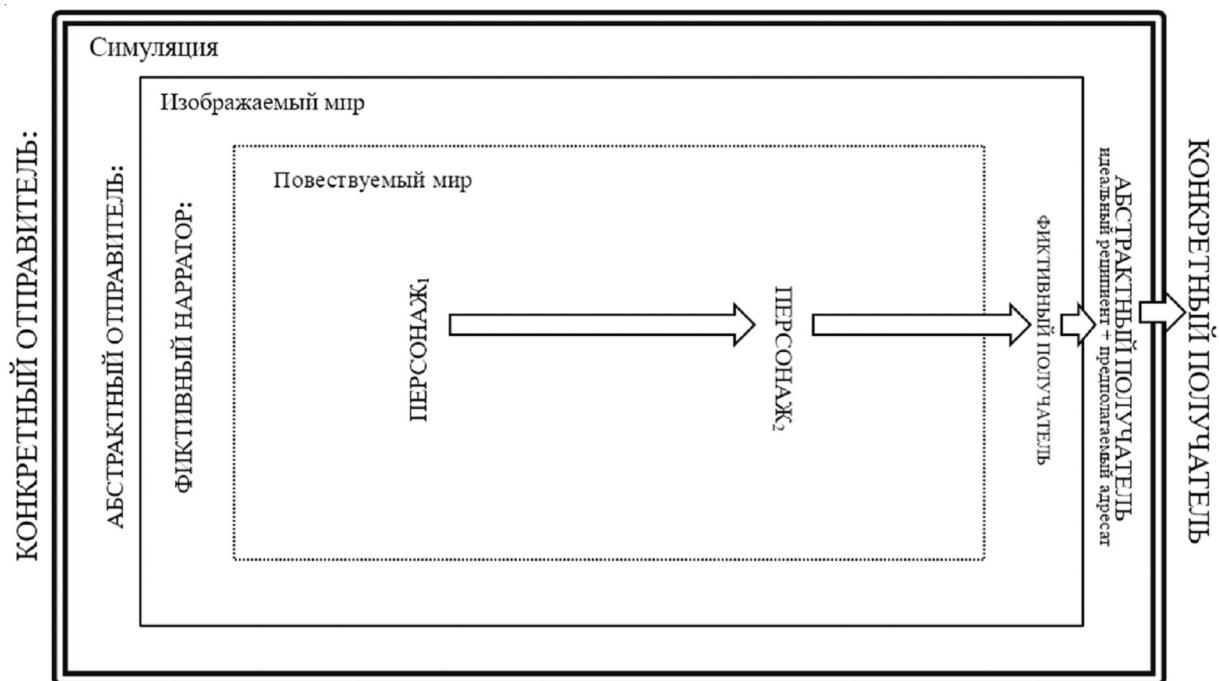 Симуляция
Изображаемый мир
Повествуемый мир
КОНКРЕТНЫЙ ОТПРАВИТЕЛЬ:
АБСТРАКТНЫЙ ОТПРАВИТЕЛЬ:
ФИКТИВНЫЙ НАРРАТОР:
ПЕРСОНАЖ₁
ПЕРСОНАЖ₂
ФИКТИВНЫЙ ПОЛУЧАТЕЛЬ
АБСТРАКТНЫЙ ПОЛУЧАТЕЛЬ
идеальный реципиент + предполагаемый адресат
КОНКРЕТНЫЙ ПОЛУЧАТЕЛЬ